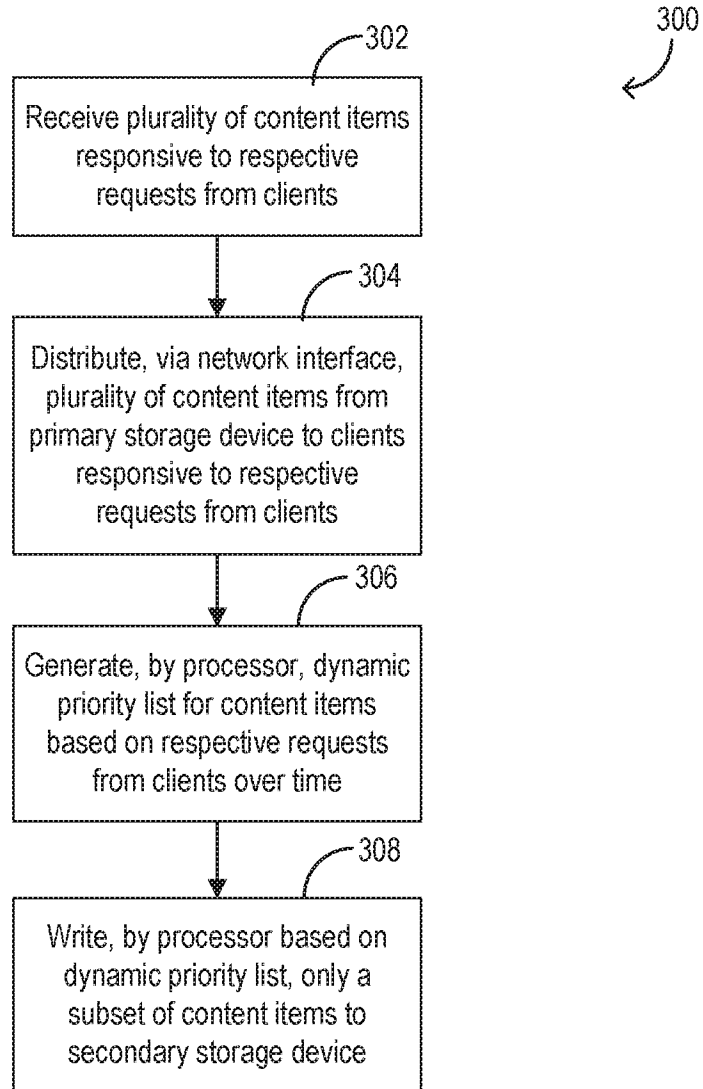 300
302
Receive plurality of content items
responsive to respective
requests from clients
304
Distribute, via network interface,
plurality of content items from
primary storage device to clients
responsive to respective
requests from clients
306
Generate, by processor, dynamic
priority list for content items
based on respective requests
from clients over time
308
Write, by processor based on
dynamic priority list, only a
subset of content items to
secondary storage device